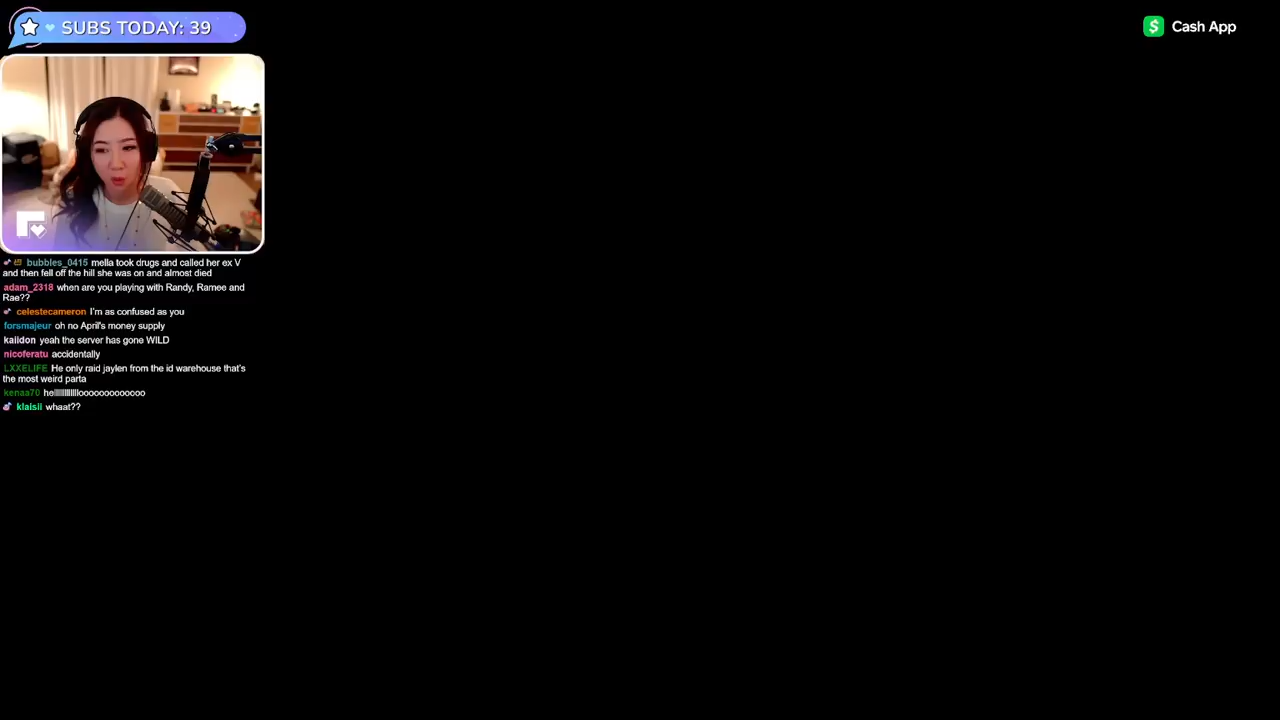 SUBS TODAY: 39
Cash App
bubbles_0415 mella took drugs and called her ex V
and then fell off the hill she was on and almost died
adam_2318 when are you playing with Randy, Ramee and
Rae??
celestecameron I'm as confused as you
forsmajeur oh no April's money supply
kaiidon yeah the server has gone WILD
nicoferatu accidentally
LXXELIFE He only raid jaylen from the id warehouse that's
the most weird parta
kenaa70
klaisii whaat??